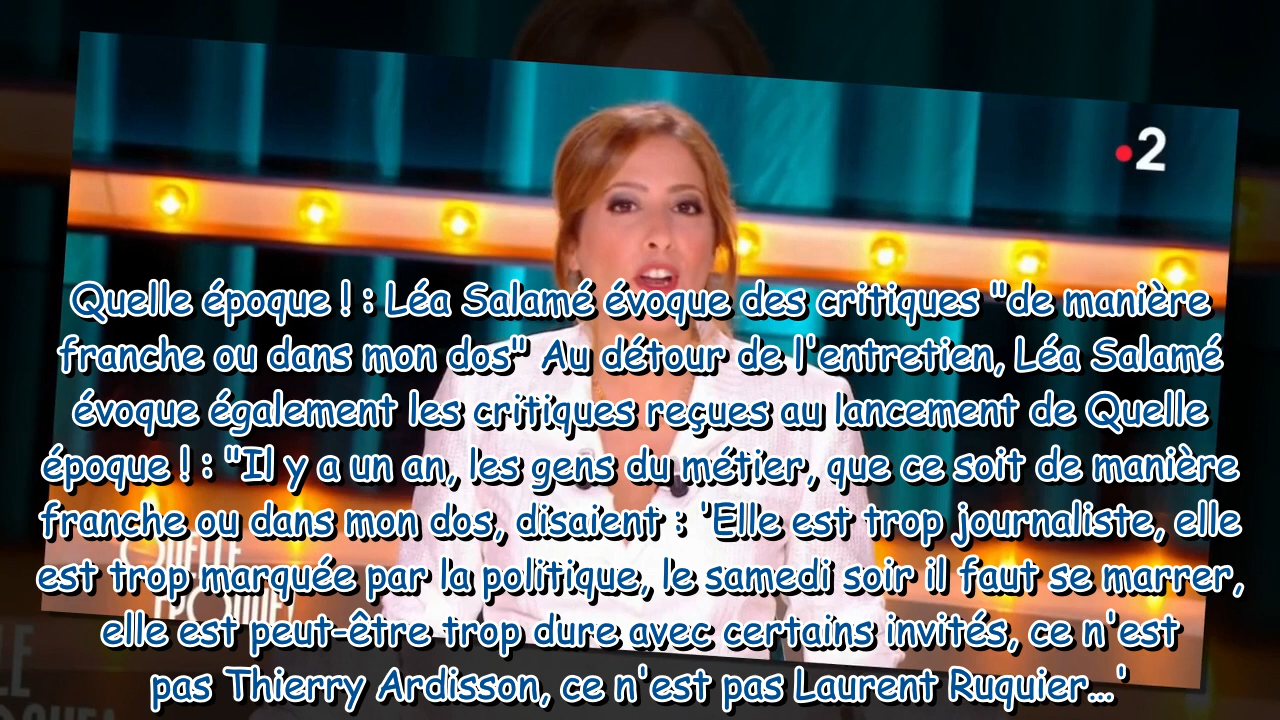 2
Quelle époque ! : Léa Salamé évoque des critiques "de manière
franche ou dans mon dos" Au détour de l'entretien, Léa Salamé
évoque également les critiques reçues au lancement de Quelle
époque ! : "Il y a un an, les gens du métier, que ce soit de manière
franche ou dans mon dos, disaient : 'Elle est trop journaliste, elle
est trop marquée par la politique, le samedi soir il faut se marrer,
elle est peut-être trop dure avec certains invités, ce n'est
pas Thierry Ardisson, ce n'est pas Laurent Ruquier...'
QUELLE
ÉPOQUE!